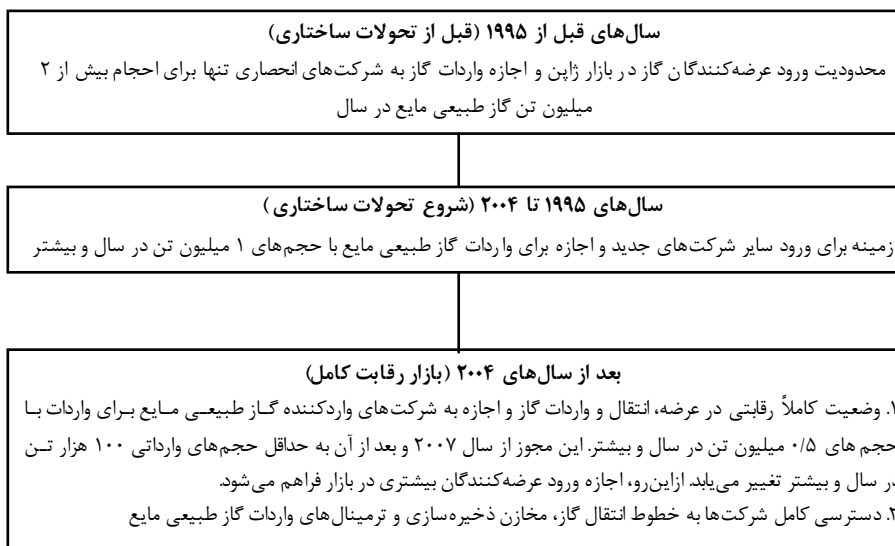 سال‌های قبل از ۱۹۹۵ (قبل از تحولات ساختاری)
محدودیت ورود عرضه‌کنندگان گاز در بازار ژاپن و اجازه واردات گاز به شرکت‌های انحصاری تنها برای احجام بیش از ۲
میلیون تن گاز طبیعی مایع در سال
سال‌های ۱۹۹۵ تا ۲۰۰۴ (شروع تحولات ساختاری)
زمینه برای ورود سایر شرکت‌های جدید و اجازه برای واردات گاز طبیعی مایع با حجم‌های ۱ میلیون تن در سال و بیشتر
بعد از سال‌های ۲۰۰۴ (بازار رقابت کامل)
۱. وضعیت کاملاً رقابتی در عرضه، انتقال و واردات گاز و اجازه به شرکت‌های واردکننده گـاز طبیعـی مـایع بـرای واردات بـا
حجم های ۰/۵ میلیون تن در سال و بیشتر. این مجوز از سال ۲۰۰۷ و بعد از آن به حداقل حجم‌های وارداتی ۱۰۰ هزار تـن
در سال و بیشتر تغییر می‌یابد. ازاین‌رو، اجازه ورود عرضه‌کنندگان بیشتری در بازار فراهم می‌شود.
۲. دسترسی کامل شرکت‌ها به خطوط انتقال گاز، مخازن ذخیره‌سازی و ترمینال‌های واردات گاز طبیعی مایع